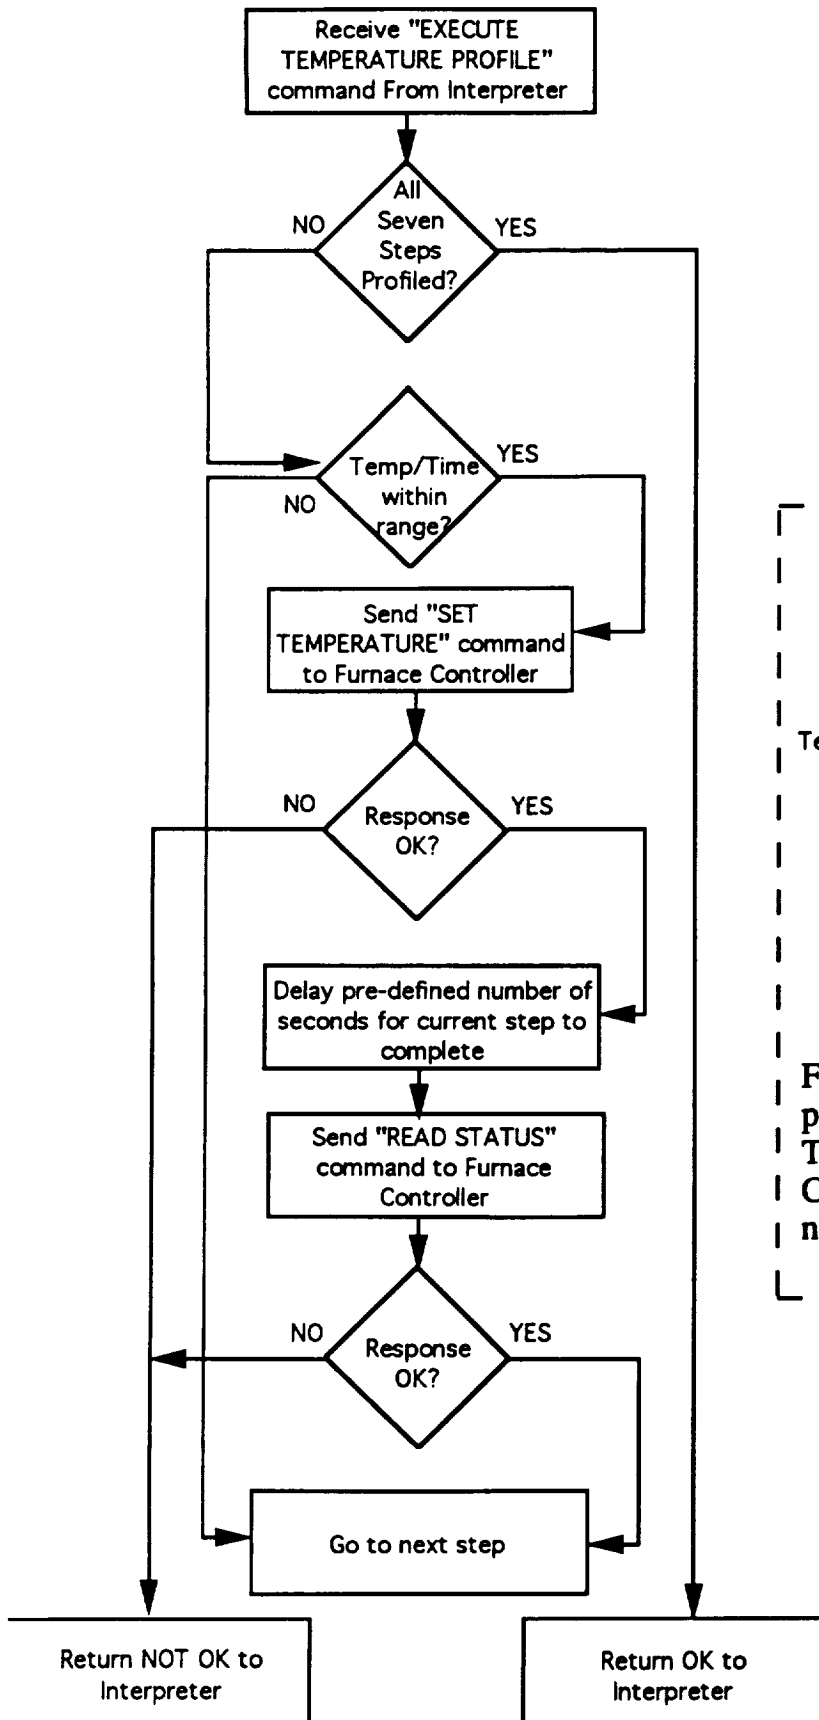 Receive "EXECUTE
TEMPERATURE PROFILE"
command From Interpreter
All
Seven
Steps
Profiled?
NO
YES
Temp/Time
within
range?
YES
NO
Send "SET
TEMPERATURE" command
to Furnace Controller
Response
OK?
NO
YES
Delay pre-defined number of
seconds for current step to
complete
Send "READ STATUS"
command to Furnace
Controller
Response
OK?
NO
YES
Go to next step
Return NOT OK to
Interpreter
Return OK to
Interpreter
Te
F
p
T
C
n